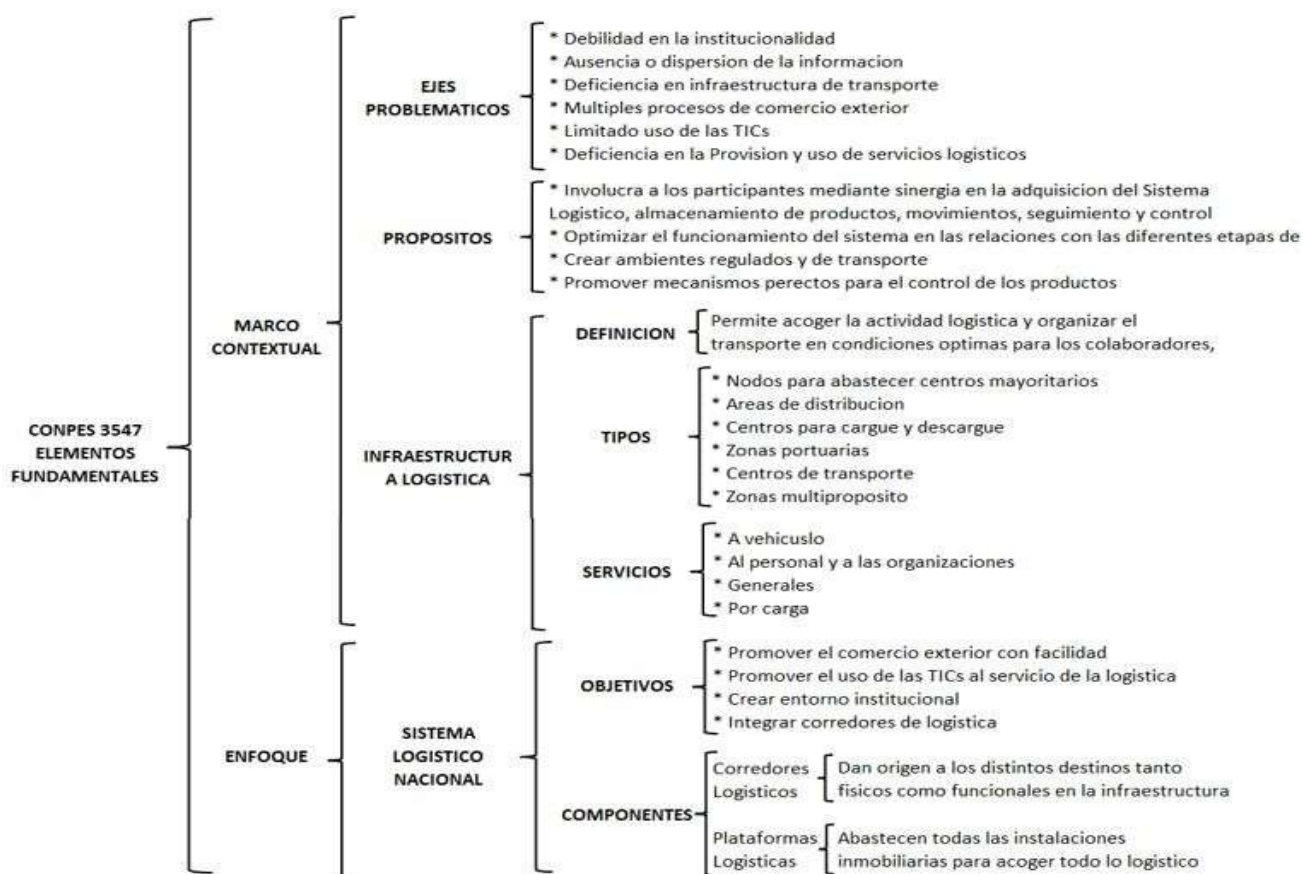 CONPES 3547
ELEMENTOS
FUNDAMENTALES
MARCO
CONTEXTUAL
EJES
PROBLEMATICOS
* Debilidad en la institucionalidad
* Ausencia o dispersion de la informacion
* Deficiencia en infraestructura de transporte
* Multiples procesos de comercio exterior
* Limitado uso de las TICs
* Deficiencia en la Provision y uso de servicios logisticos
PROPOSITOS
* Involucra a los participantes mediante sinergia en la adquisicion del Sistema
Logistico, almacenamiento de productos, movimientos, seguimiento y control
* Optimizar el funcionamiento del sistema en las relaciones con las diferentes etapas de
* Crear ambientes regulados y de transporte
* Promover mecanismos perectos para el control de los productos
INFRAESTRUCTUR
A LOGISTICA
DEFINICION
Permite acoger la actividad logistica y organizar el
transporte en condiciones optimas para los colaboradores,
TIPOS
* Nodos para abastecer centros mayoritarios
* Areas de distribucion
* Centros para cargue y descargue
* Zonas portuarias
* Centros de transporte
* Zonas multiproposito
SERVICIOS
* A vehicuslo
* Al personal y a las organizaciones
* Generales
* Por carga
ENFOQUE
SISTEMA
LOGISTICO
NACIONAL
OBJETIVOS
* Promover el comercio exterior con facilidad
* Promover el uso de las TICs al servicio de la logistica
* Crear entorno institucional
* Integrar corredores de logistica
COMPONENTES
Corredores
Logisticos
Dan origen a los distintos destinos tanto
fisicos como funcionales en la infraestructura
Plataformas
Logisticas
Abastecen todas las instalaciones
inmobiliarias para acoger todo lo logistico